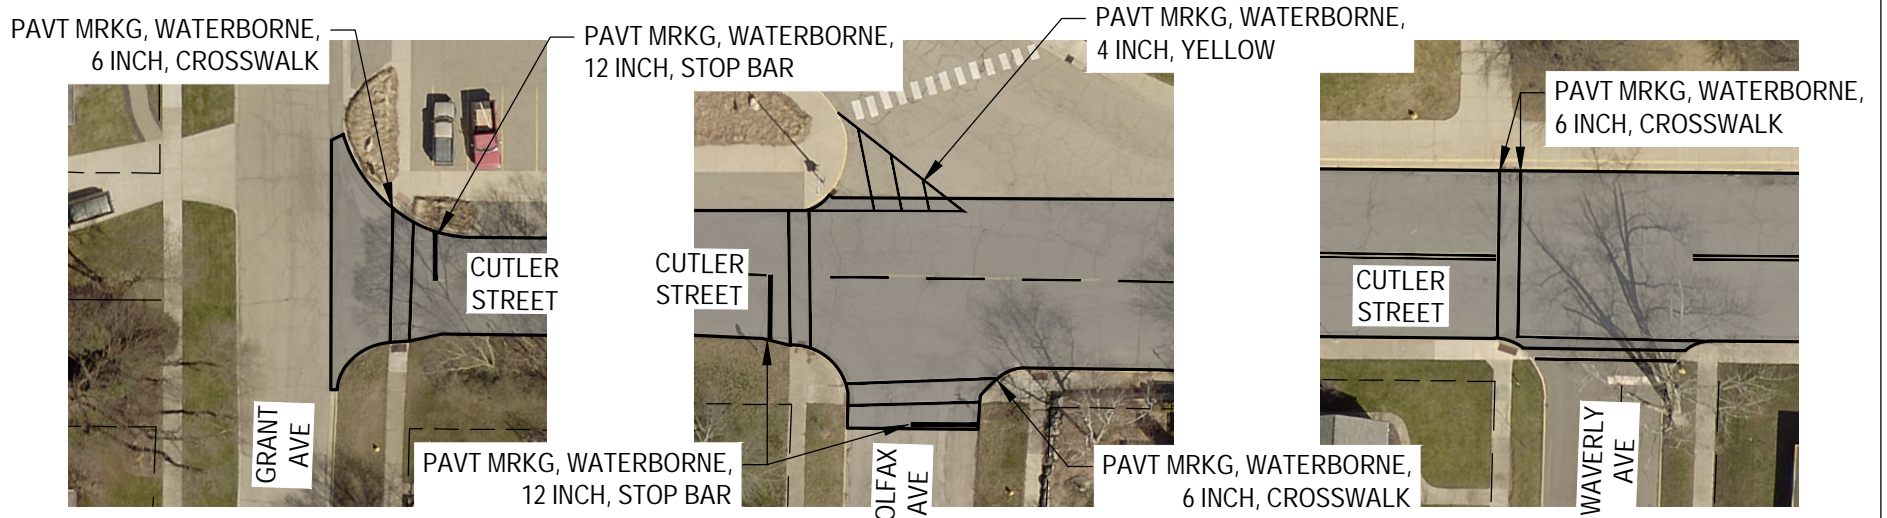 PAVT MRKG, WATERBORNE,
6 INCH, CROSSWALK
PAVT MRKG, WATERBORNE,
12 INCH, STOP BAR
PAVT MRKG, WATERBORNE,
4 INCH, YELLOW
PAVT MRKG, WATERBORNE,
6 INCH, CROSSWALK
CUTLER
STREET
CUTLER
STREET
CUTLER
STREET
GRANT
AVE
PAVT MRKG, WATERBORNE,
12 INCH, STOP BAR
OLFAX
AVE
PAVT MRKG, WATERBORNE,
6 INCH, CROSSWALK
WAVERLY
AVE